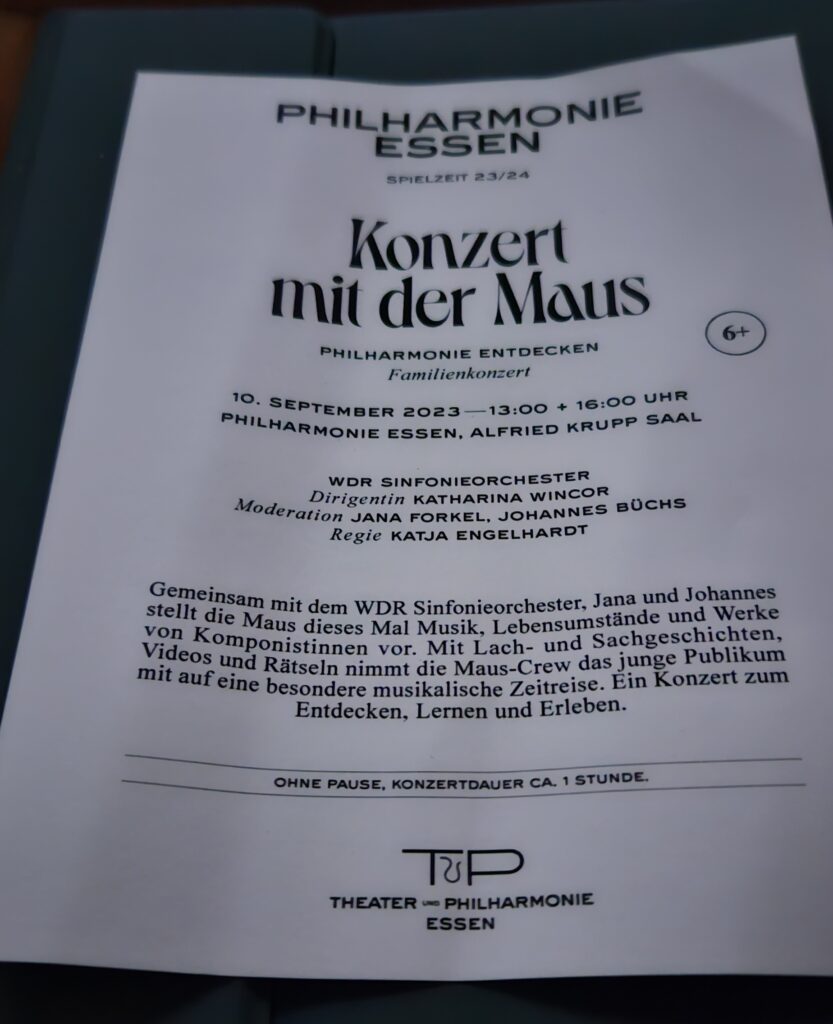 PHILHARMONIE
ESSEN
SPIELZEIT 23/24
Konzert
mit der Maus
6+
PHILHARMONIE ENTDECKEN
Familienkonzert
10. SEPTEMBER 2023—13:00 + 16:00 UHR
PHILHARMONIE ESSEN, ALFRIED KRUPP SAAL
WDR SINFONIEORCHESTER
Dirigentin KATHARINA WINCOR
Moderation JANA FORKEL, JOHANNES BÜCHS
Regie KATJA ENGELHARDT
Gemeinsam mit dem WDR Sinfonieorchester, Jana und Johannes
stellt die Maus dieses Mal Musik, Lebensumstände und Werke
von Komponistinnen vor. Mit Lach- und Sachgeschichten,
Videos und Rätseln nimmt die Maus-Crew das junge Publikum
mit auf eine besondere musikalische Zeitreise. Ein Konzert zum
Entdecken, Lernen und Erleben.
OHNE PAUSE, KONZERTDAUER CA. 1 STUNDE.
TUP
THEATER UND PHILHARMONIE
ESSEN